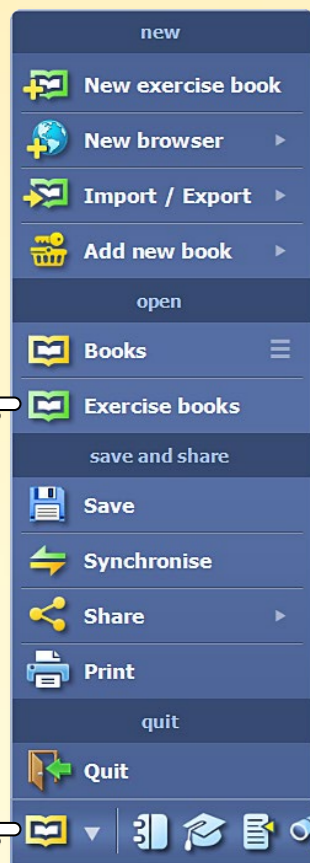 new
New exercise book
New browser
Import / Export
Add new book
open
Books
Exercise books
save and share
Save
Synchronise
Share
Print
quit
Quit